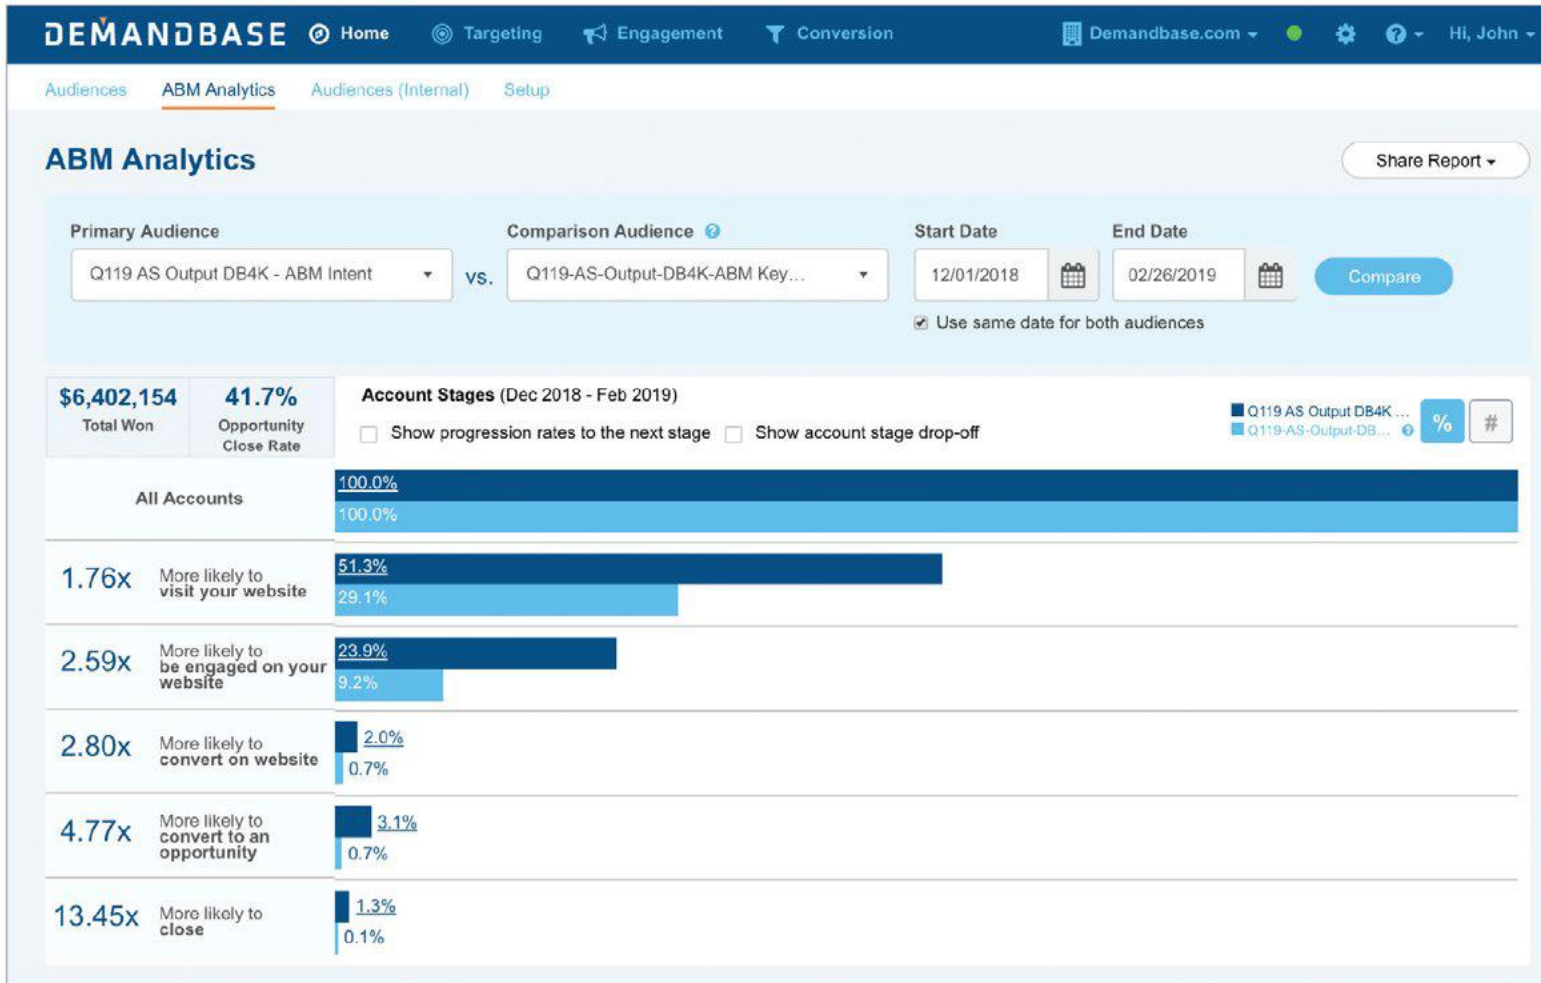 DEMANDBASE Home Targeting Engagement Conversion Demandbase.com Hi, John
Audiences ABM Analytics Audiences (Internal) Setup
ABM Analytics
Share Report
Primary Audience Comparison Audience ? Start Date End Date
Q119 AS Output DB4K - ABM Intent vs. Q119-AS-Output-DB4K-ABM Key... 12/01/2018 02/26/2019 Compare
Use same date for both audiences
$6,402,154
Total Won
41.7%
Opportunity
Close Rate
Account Stages (Dec 2018 - Feb 2019)
Show progression rates to the next stage Show account stage drop-off
Q119 AS Output DB4K ...
Q119-AS-Output-DB... ?
% #
All Accounts
100.0%
100.0%
1.76x
More likely to
visit your website
51.3%
29.1%
2.59x
More likely to
be engaged on your
website
23.9%
9.2%
2.80x
More likely to
convert on website
2.0%
0.7%
4.77x
More likely to
convert to an
opportunity
3.1%
0.7%
13.45x
More likely to
close
1.3%
0.1%